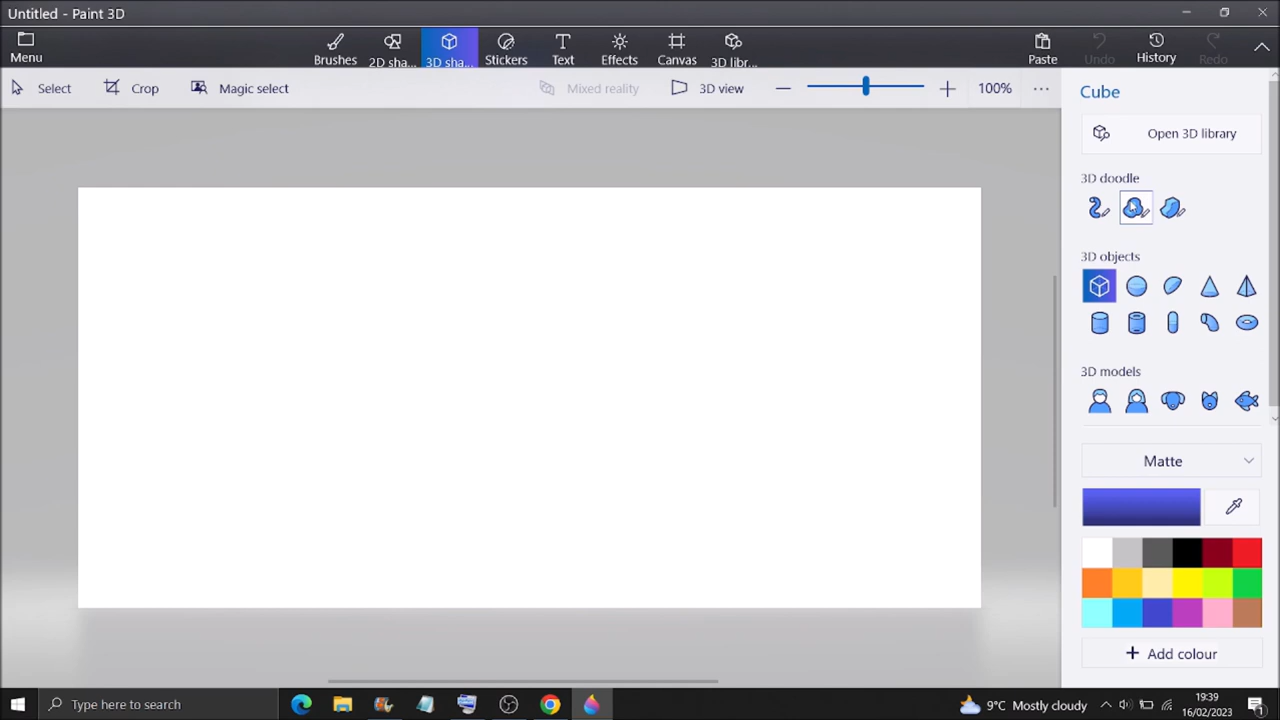 Untitled - Paint 3D
Menu
Brushes
2D sha...
3D sha...
Stickers
Text
Effects
Canvas
3D libr...
Paste
Undo
History
Redo
Select
Crop
Magic select
Mixed reality
3D view
100%
Cube
Open 3D library
3D doodle
3D objects
3D models
Matte
+ Add colour
Type here to search
9°C Mostly cloudy
19:39
16/02/2023
1